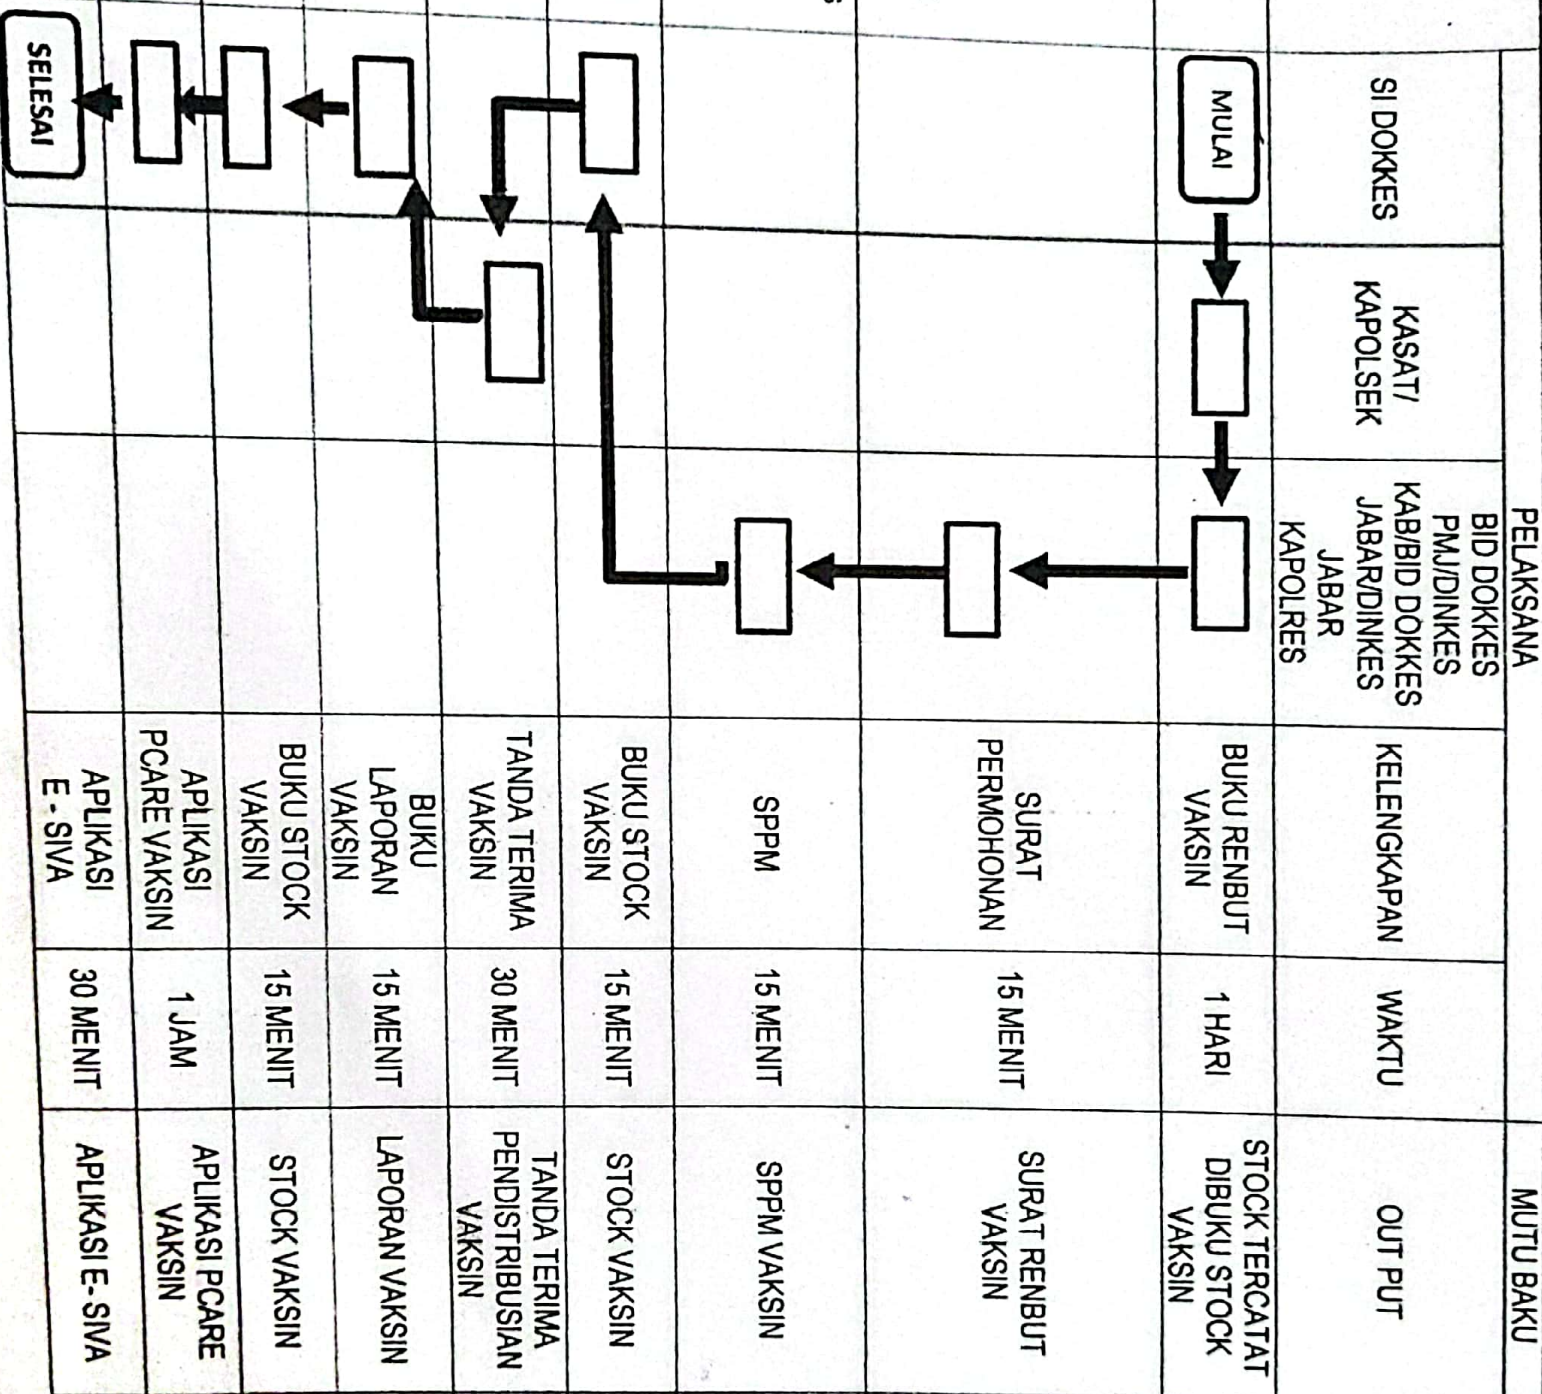 PELAKSANA
MUTU BAKU
SI DOKKES
KASAT/
KAPOLSEK
BID DOKKES
PMJ/DINKES
KAB/BID DOKKES
JABAR/DINKES
JABAR
KAPOLRES
KELENGKAPAN
WAKTU
OUT PUT
MULAI
BUKU RENBUT
VAKSIN
1 HARI
STOCK TERCATAT
DIBUKU STOCK
VAKSIN
SURAT
PERMOHONAN
15 MENIT
SURAT RENBUT
VAKSIN
SPPM
15 MENIT
SPPM VAKSIN
BUKU STOCK
VAKSIN
15 MENIT
STOCK VAKSIN
TANDA TERIMA
VAKSIN
30 MENIT
TANDA TERIMA
PENDISTRIBUSIAN
VAKSIN
BUKU
LAPORAN
VAKSIN
15 MENIT
LAPORAN VAKSIN
BUKU STOCK
VAKSIN
15 MENIT
STOCK VAKSIN
APLIKASI
PCARE VAKSIN
1 JAM
APLIKASI PCARE
VAKSIN
SELESAI
APLIKASI
E - SIVA
30 MENIT
APLIKASI E- SIVA